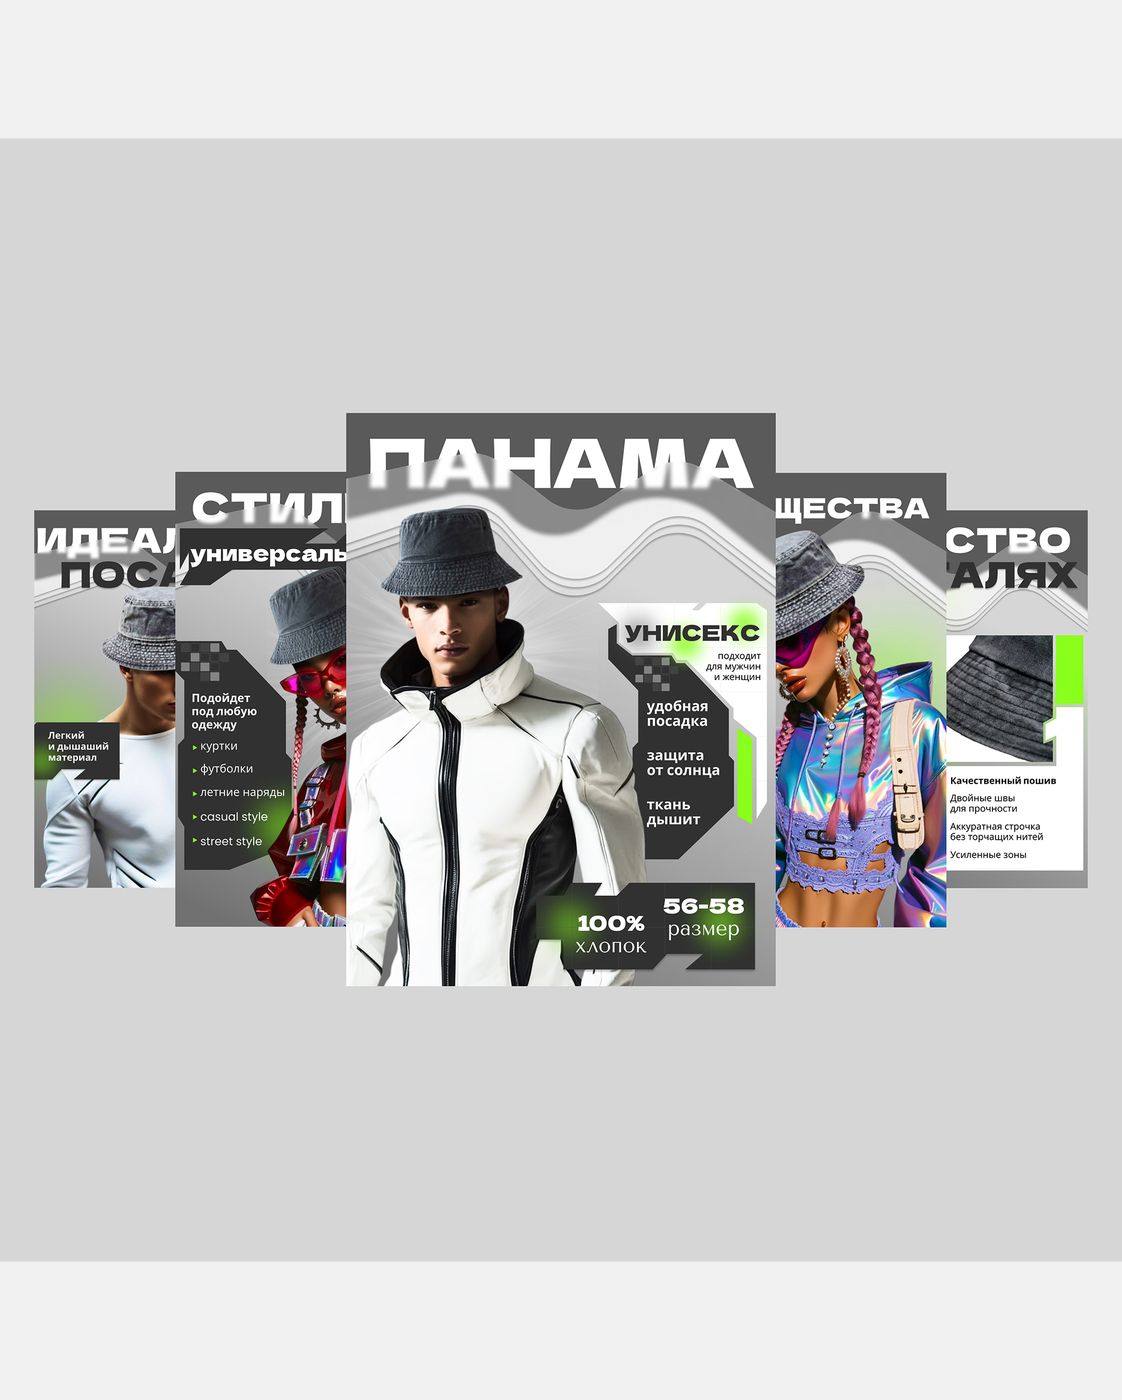 ИДЕАЛ
ПОСА
Легкий
и дышаший
материал
СТИЛ
универсаль
Подойдет
под любую
одежду
куртки
футболки
летние наряды
casual style
street style
ПАНАМА
УНИСЕКС
подходит
для мужчин
и женщин
удобная
посадка
защита
от солнца
ткань
дышит
100%
хлопок
56-58
размер
ЩЕСТВА
СТВО
ТАЛЯХ
Качественный пошив
Двойные швы
для прочности
Аккуратная строчка
без торчащих нитей
Усиленные зоны